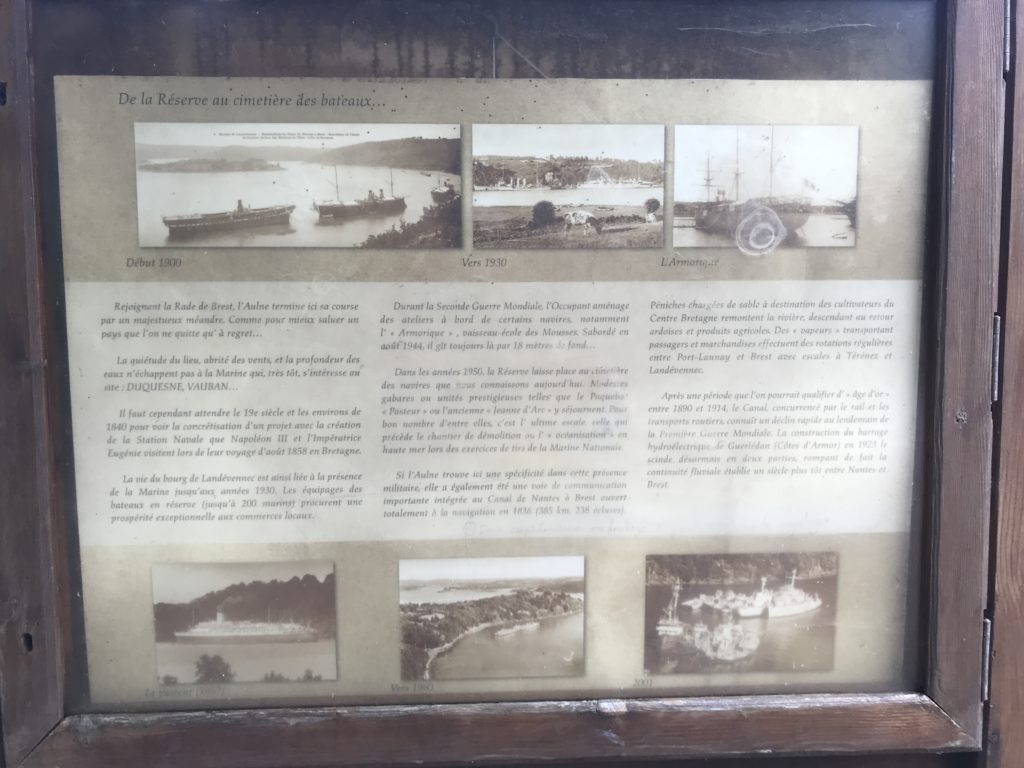 De la Réserve au cimetière des bateaux...
Début 1900
Vers 1930
L'Armorique
Rejoignant la Rade de Brest, l'Aulne termine ici sa course
par un majestueux méandre. Comme pour mieux saluer un
pays que l'on ne quitte qu' à regret...
La quiétude du lieu, abrité des vents, et la profondeur des
eaux n'échappent pas à la Marine qui, très tôt, s'intéresse au
site : DUQUESNE, VAUBAN...
Il faut cependant attendre le 19e siècle et les environs de
1840 pour voir la concrétisation d'un projet avec la création
de la Station Navale que Napoléon III et l'Impératrice
Eugénie visitent lors de leur voyage d'août 1858 en Bretagne.
La vie du bourg de Landévennec est ainsi liée à la présence
de la Marine jusqu'aux années 1930. Les équipages des
bateaux en réserve (jusqu'à 200 marins) procurent une
prospérité exceptionnelle aux commerces locaux.
Durant la Seconde Guerre Mondiale, l'Occupant aménage
des ateliers à bord de certains navires, notamment
l' « Armorique » , vaisseau-école des Mousses. Sabordé en
août 1944, il gît toujours là par 18 mètres de fond...
Dans les années 1950, la Réserve laisse place au cimetière
des navires que nous connaissons aujourd'hui. Modestes
gabares ou unités prestigieuses telles que le Paquebot
« Pasteur » ou l'ancienne « Jeanne d'Arc » y séjournent. Pour
bon nombre d'entre elles, c'est l' ultime escale celle qui
précède le chantier de démolition ou l' « océanisation » en
haute mer lors des exercices de tirs de la Marine Nationale.
Si l'Aulne trouve ici une spécificité dans cette présence
militaire, elle a également été une voie de communication
importante intégrée au Canal de Nantes à Brest ouvert
totalement à la navigation en 1836 (385 km, 238 écluses).
Péniches chargées de sable à destination des cultivateurs du
Centre Bretagne remontent la rivière, descendant au retour
ardoises et produits agricoles. Des « vapeurs » transportant
passagers et marchandises effectuent des rotations régulières
entre Port-Launay et Brest avec escales à Térénez et
Landévennec.
Après une période que l'on pourrait qualifier d' « âge d'or »
entre 1890 et 1914, le Canal, concurrencé par le rail et les
transports routiers, connaît un déclin rapide au lendemain de
la Première Guerre Mondiale. La construction du barrage
hydroélectrique de Guerlédan (Côtes d'Armor) en 1923 le
scinde désormais en deux parties, rompant de fait la
continuité fluviale établie un siècle plus tôt entre Nantes et
Brest.
Le Pasteur (1957)
Vers 1960
2001